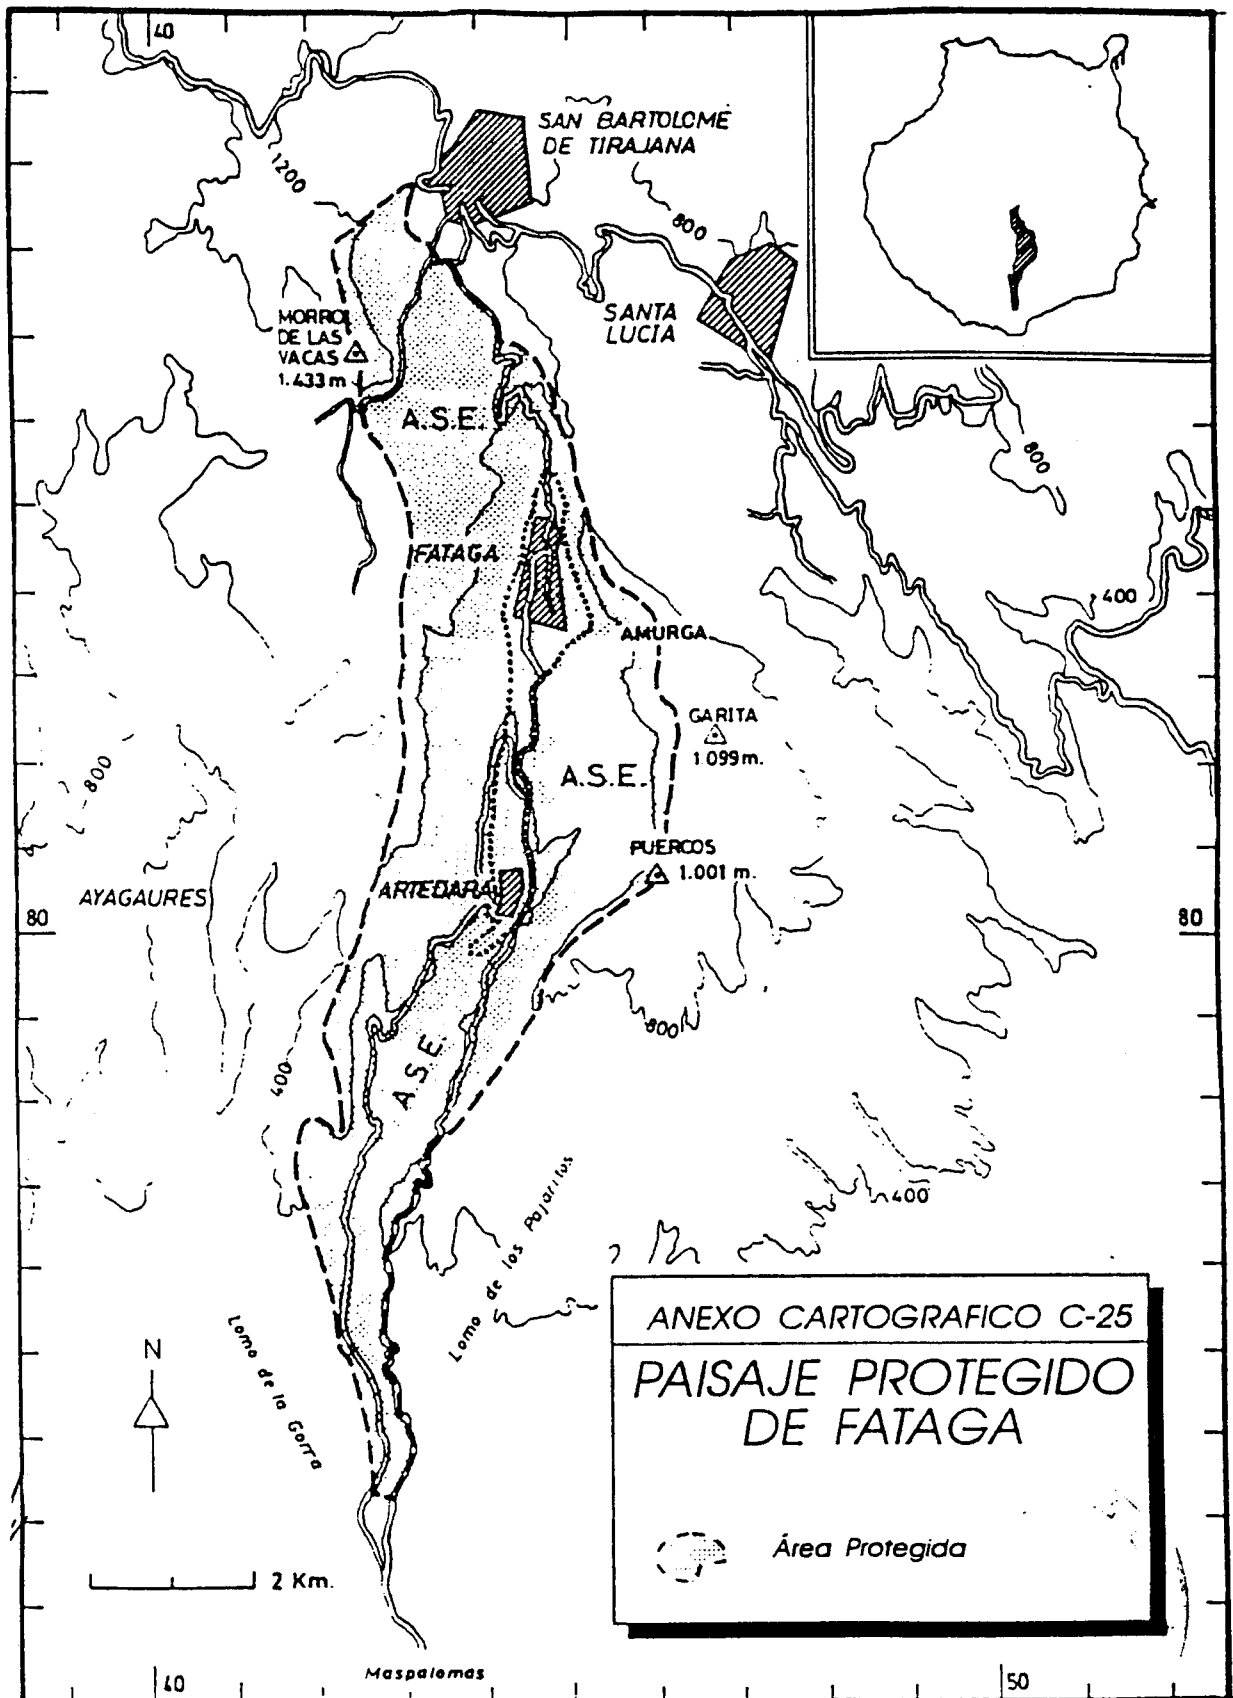 40
SAN BARTOLOME
DE TIRAJANA
1200
800
SANTA
LUCIA
MORRO
DE LAS
VACAS
1.433 m
A.S.E.
800
FATAGA
400
AMURGA
GARITA
1.099 m.
A.S.E.
800
PUERCOS
1.001 m.
ARTEDARA
AYAGAURES
80
80
800
A.S.E.
400
400
Lomo de los Pajaritos
Lomo de la Gorra
N
ANEXO CARTOGRAFICO C-25
PAISAJE PROTEGIDO
DE FATAGA
Área Protegida
2 Km.
Maspalomas
40
50